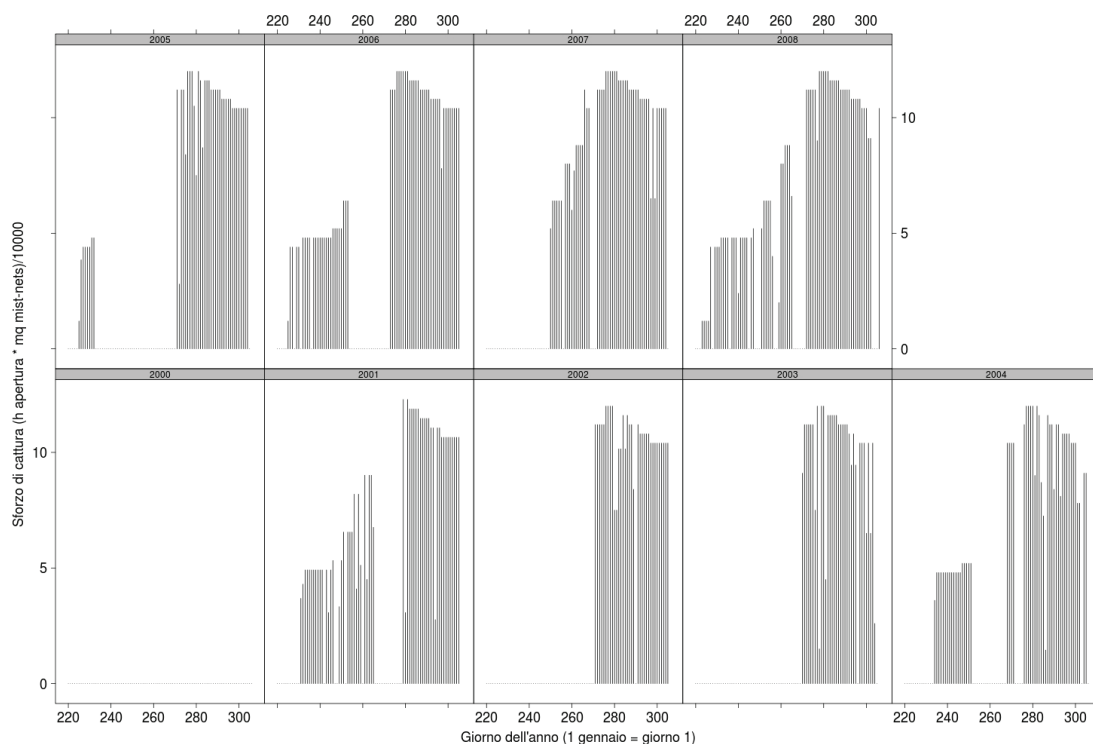 220 240 260 280 300 220 240 260 280 300
2005 2006 2007 2008
10
5
0
2000 2001 2002 2003 2004
10
5
0
220 240 260 280 300 220 240 260 280 300 220 240 260 280 300
Sforzo di cattura (h apertura * mq mist-nets)/10000
Giorno dell'anno (1 gennaio = giorno 1)